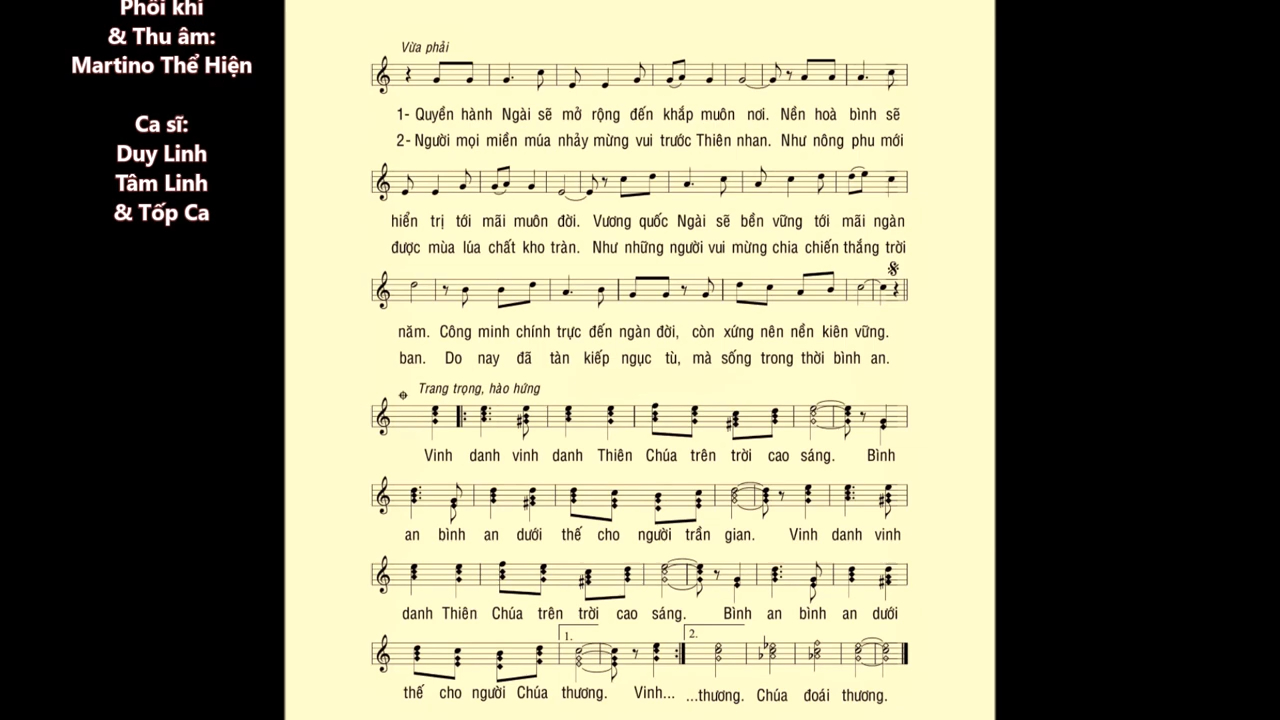 Phối khí
& Thu âm:
Martino Thể Hiện
Ca sĩ:
Duy Linh
Tâm Linh
& Tốp Ca
Vừa phải
1- Quyền hành Ngài sẽ mở rộng đến khắp muôn nơi. Nền hoà bình sẽ
2- Người mọi miền múa nhảy mừng vui trước Thiên nhan. Như nông phu mới
hiển trị tới mãi muôn đời. Vương quốc Ngài sẽ bền vững tới mãi ngàn
được mùa lúa chất kho tràn. Như những người vui mừng chia chiến thắng trời
năm. Công minh chính trực đến ngàn đời, còn xứng nên nền kiên vững.
ban. Do nay đã tàn kiếp ngục tù, mà sống trong thời bình an.
Trang trọng, hào hứng
Vinh danh vinh danh Thiên Chúa trên trời cao sáng. Bình
an bình an dưới thế cho người trần gian. Vinh danh vinh
danh Thiên Chúa trên trời cao sáng. Bình an bình an dưới
1. 2.
thế cho người Chúa thương. Vinh... ...thương. Chúa đoái thương.